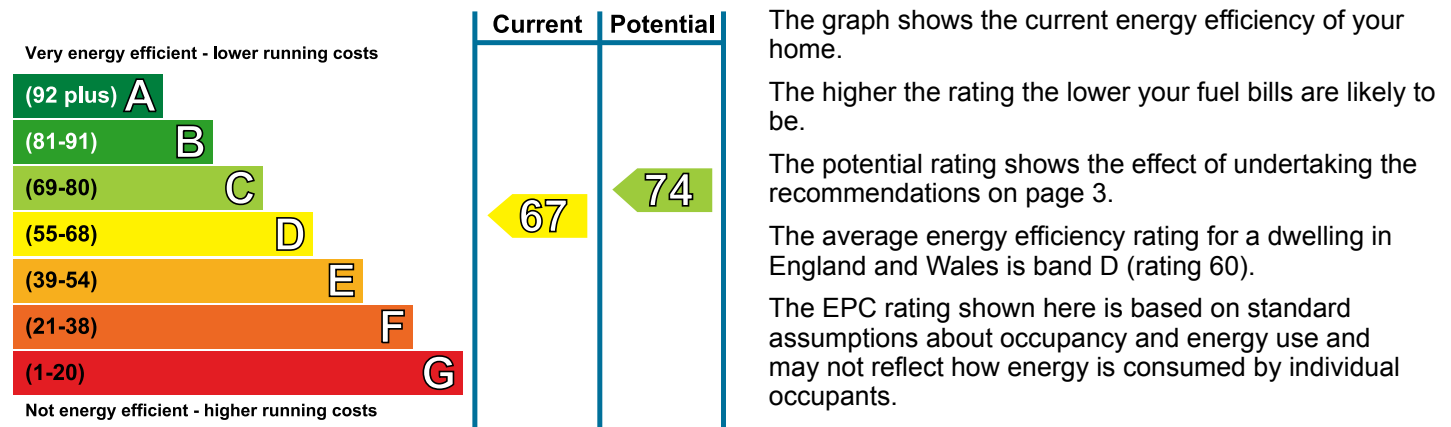 Current Potential
Very energy efficient - lower running costs
(92 plus) A
(81-91) B
(69-80) C
(55-68) D
(39-54) E
(21-38) F
(1-20) G
Not energy efficient - higher running costs
67
74
The graph shows the current energy efficiency of your
home.
The higher the rating the lower your fuel bills are likely to
be.
The potential rating shows the effect of undertaking the
recommendations on page 3.
The average energy efficiency rating for a dwelling in
England and Wales is band D (rating 60).
The EPC rating shown here is based on standard
assumptions about occupancy and energy use and
may not reflect how energy is consumed by individual
occupants.